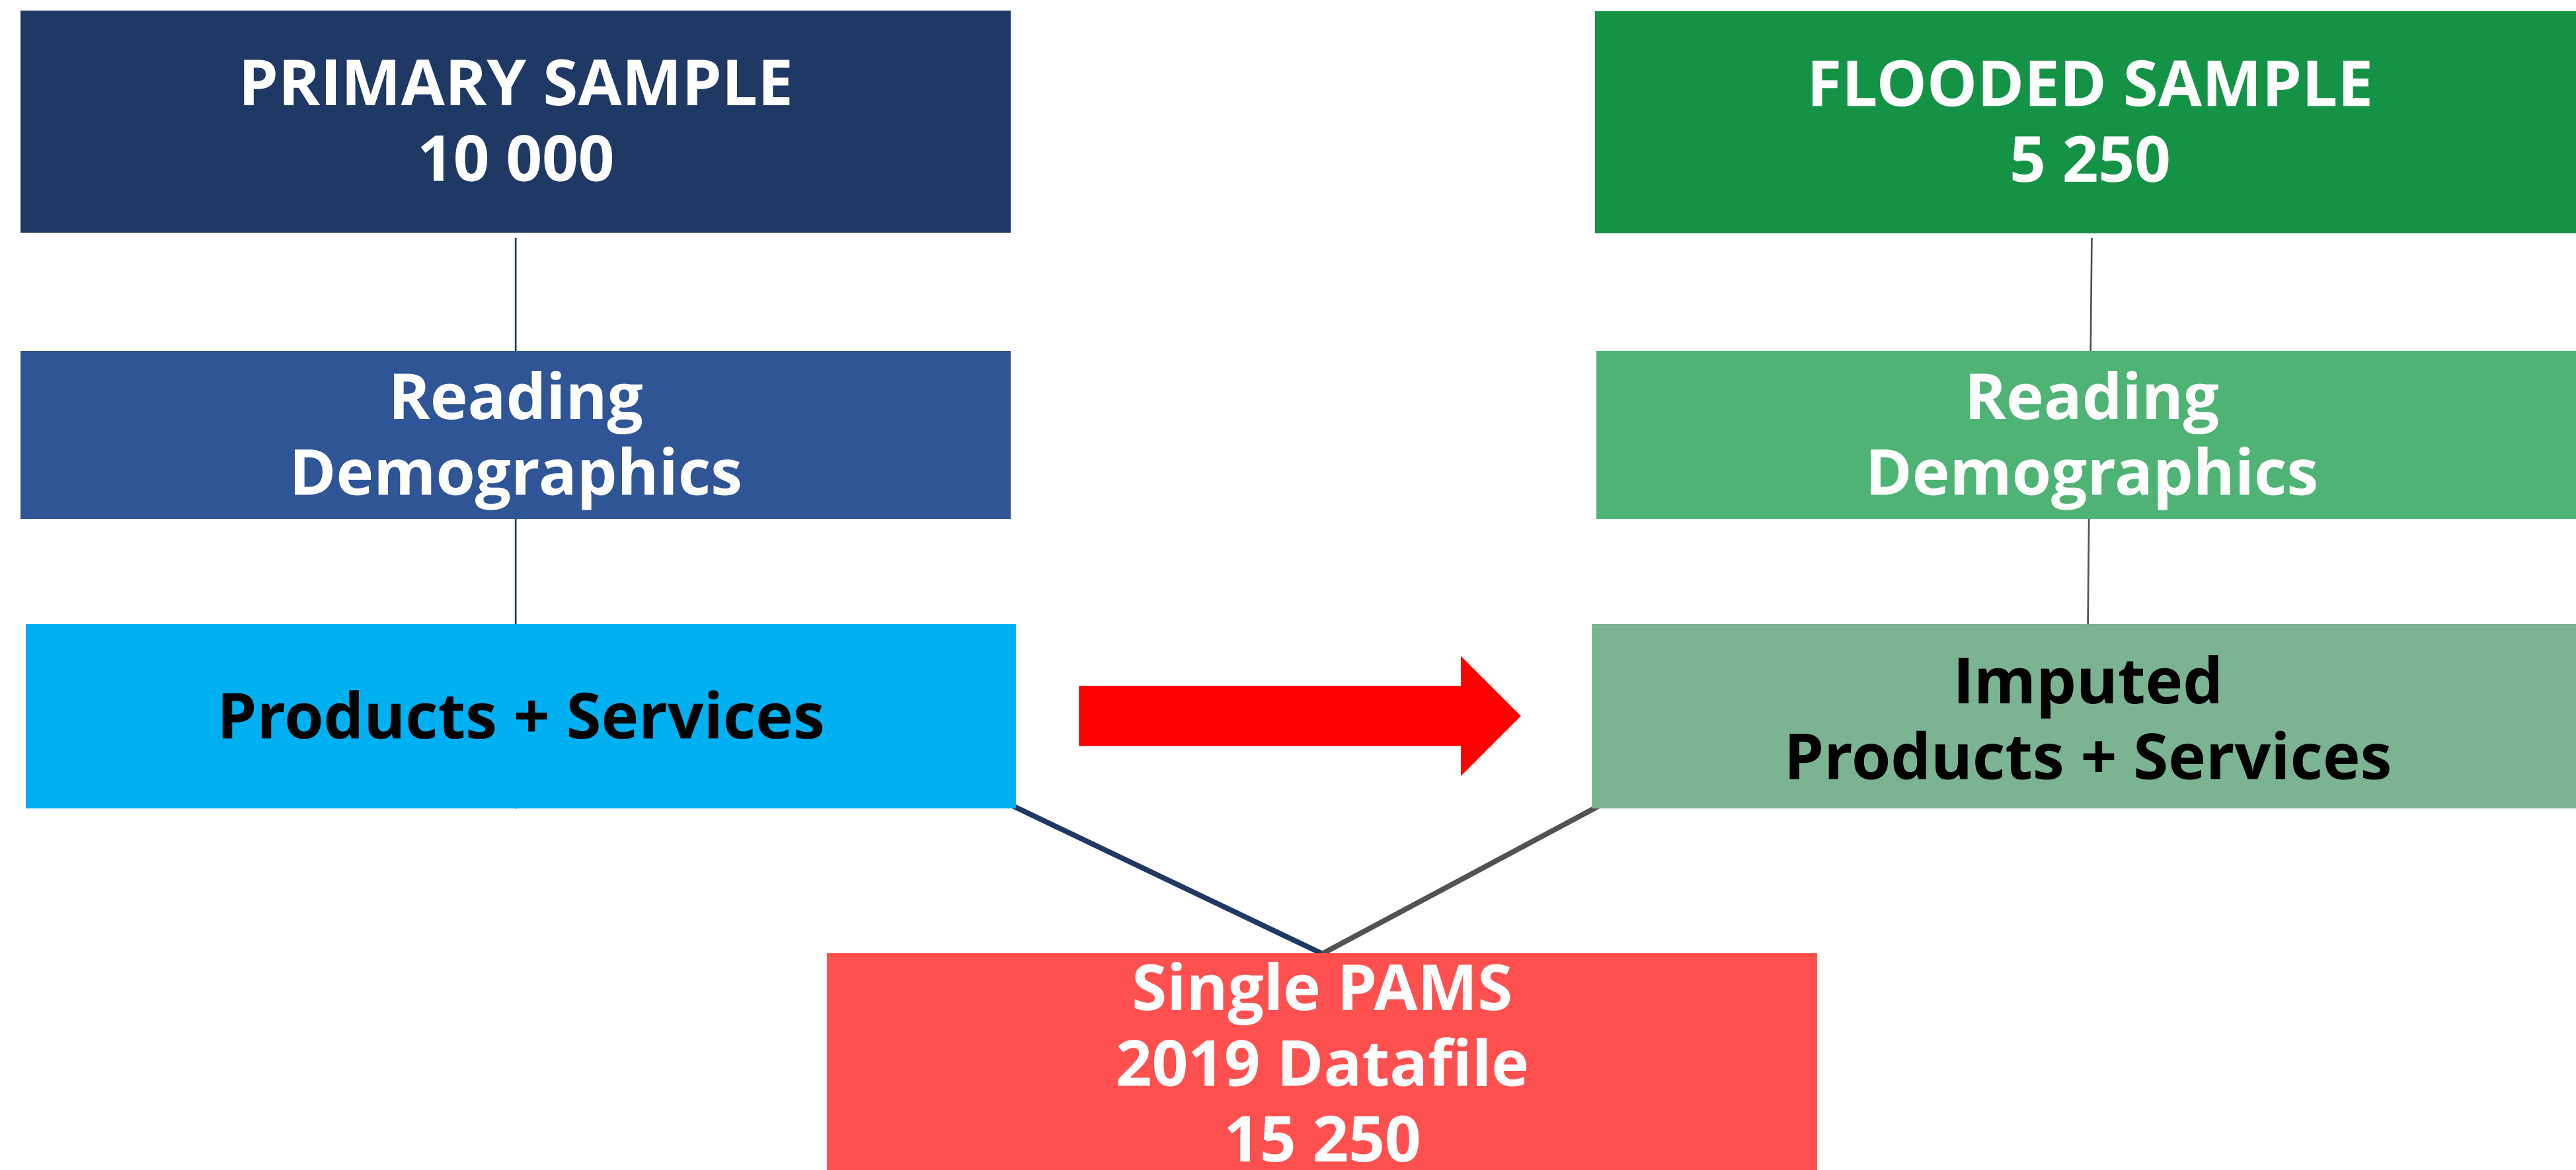 PRIMARY SAMPLE
10 000
FLOODED SAMPLE
5 250
Reading
Demographics
Reading
Demographics
Products + Services
Imputed
Products + Services
Single PAMS
2019 Datafile
15 250